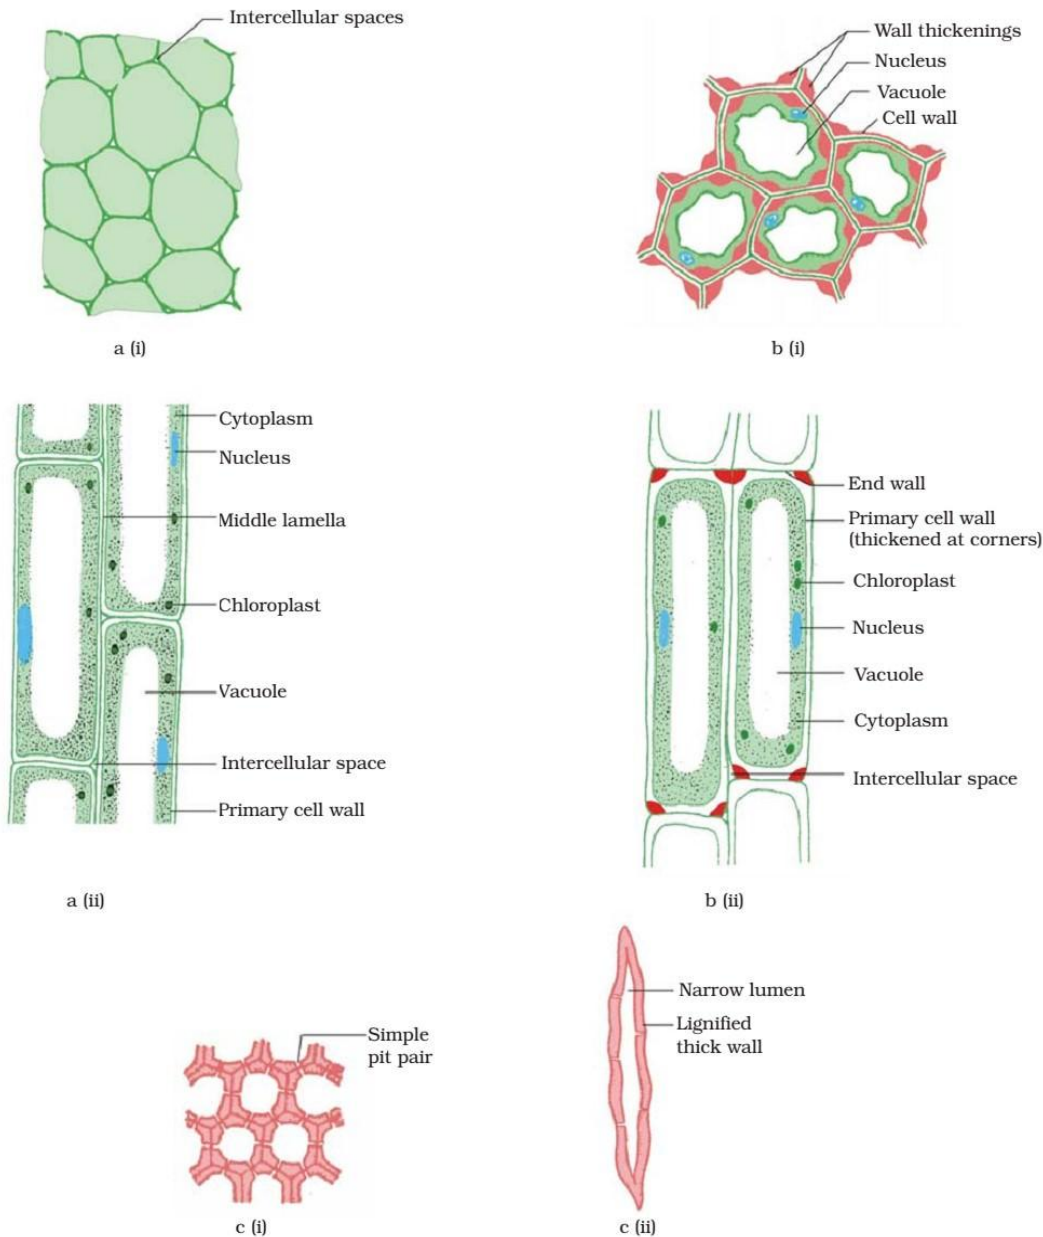 Intercellular spaces
Wall thickenings
Nucleus
Vacuole
Cell wall
a (i)
b (i)
Cytoplasm
Nucleus
Middle lamella
Chloroplast
Vacuole
Intercellular space
Primary cell wall
a (ii)
End wall
Primary cell wall
(thickened at corners)
Chloroplast
Nucleus
Vacuole
Cytoplasm
Intercellular space
b (ii)
Simple
pit pair
c (i)
Narrow lumen
Lignified
thick wall
c (ii)